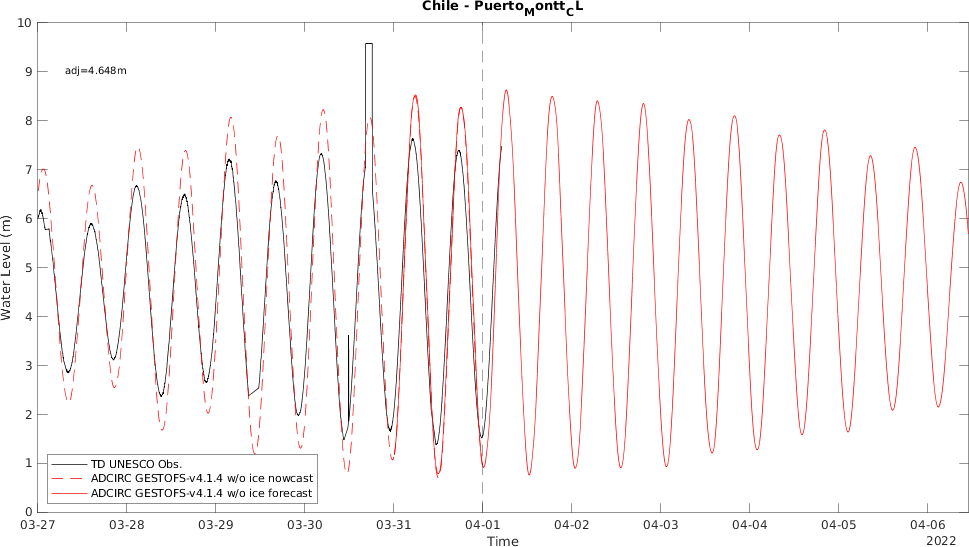 Chile - Puerto_Montt_CL
10
9
8
7
6
5
4
3
2
1
0
Water Level (m)
adj=4.648m
TD UNESCO Obs.
ADCIRC GESTOFS-v4.1.4 w/o ice nowcast
ADCIRC GESTOFS-v4.1.4 w/o ice forecast
03-27 03-28 03-29 03-30 03-31 04-01 04-02 04-03 04-04 04-05 04-06
Time
2022